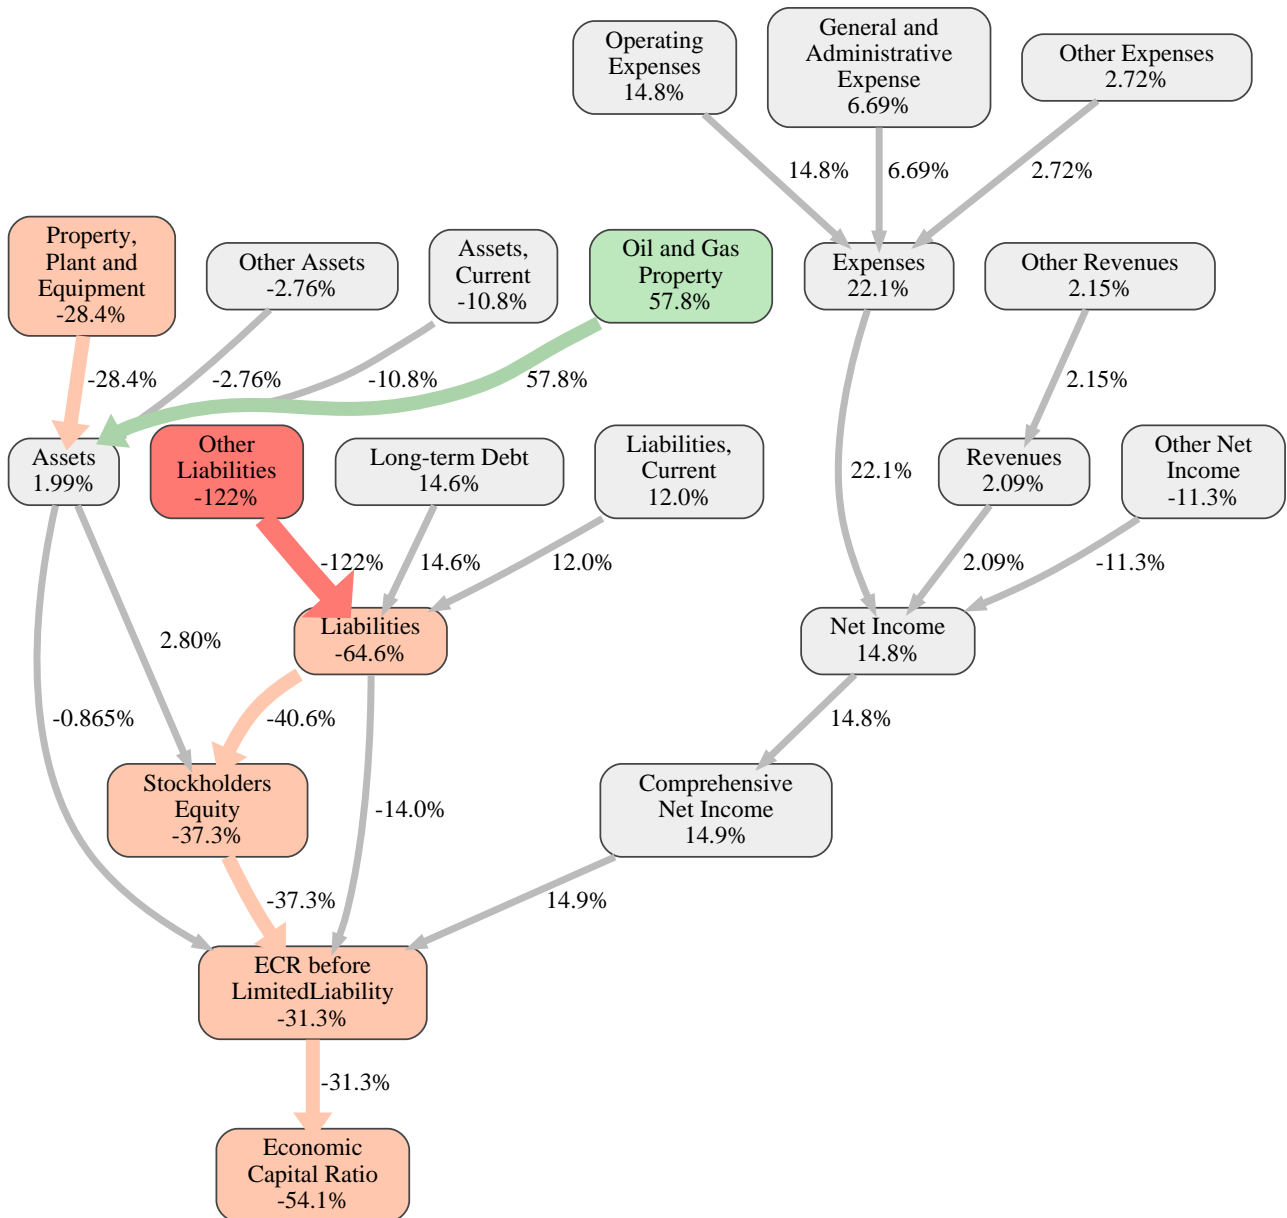 Operating
Expenses
14.8%
General and
Administrative
Expense
6.69%
Other Expenses
2.72%
14.8%
6.69%
2.72%
Property,
Plant and
Equipment
-28.4%
Other Assets
-2.76%
Assets,
Current
-10.8%
Oil and Gas
Property
57.8%
Expenses
22.1%
Other Revenues
2.15%
-28.4%
-2.76%
-10.8%
57.8%
2.15%
Assets
1.99%
Other
Liabilities
-122%
Long-term Debt
14.6%
Liabilities,
Current
12.0%
22.1%
Revenues
2.09%
Other Net
Income
-11.3%
-122%
14.6%
12.0%
2.09%
-11.3%
2.80%
Liabilities
-64.6%
Net Income
14.8%
-0.865%
-40.6%
14.8%
Stockholders
Equity
-37.3%
-14.0%
Comprehensive
Net Income
14.9%
-37.3%
14.9%
ECR before
LimitedLiability
-31.3%
-31.3%
Economic
Capital Ratio
-54.1%